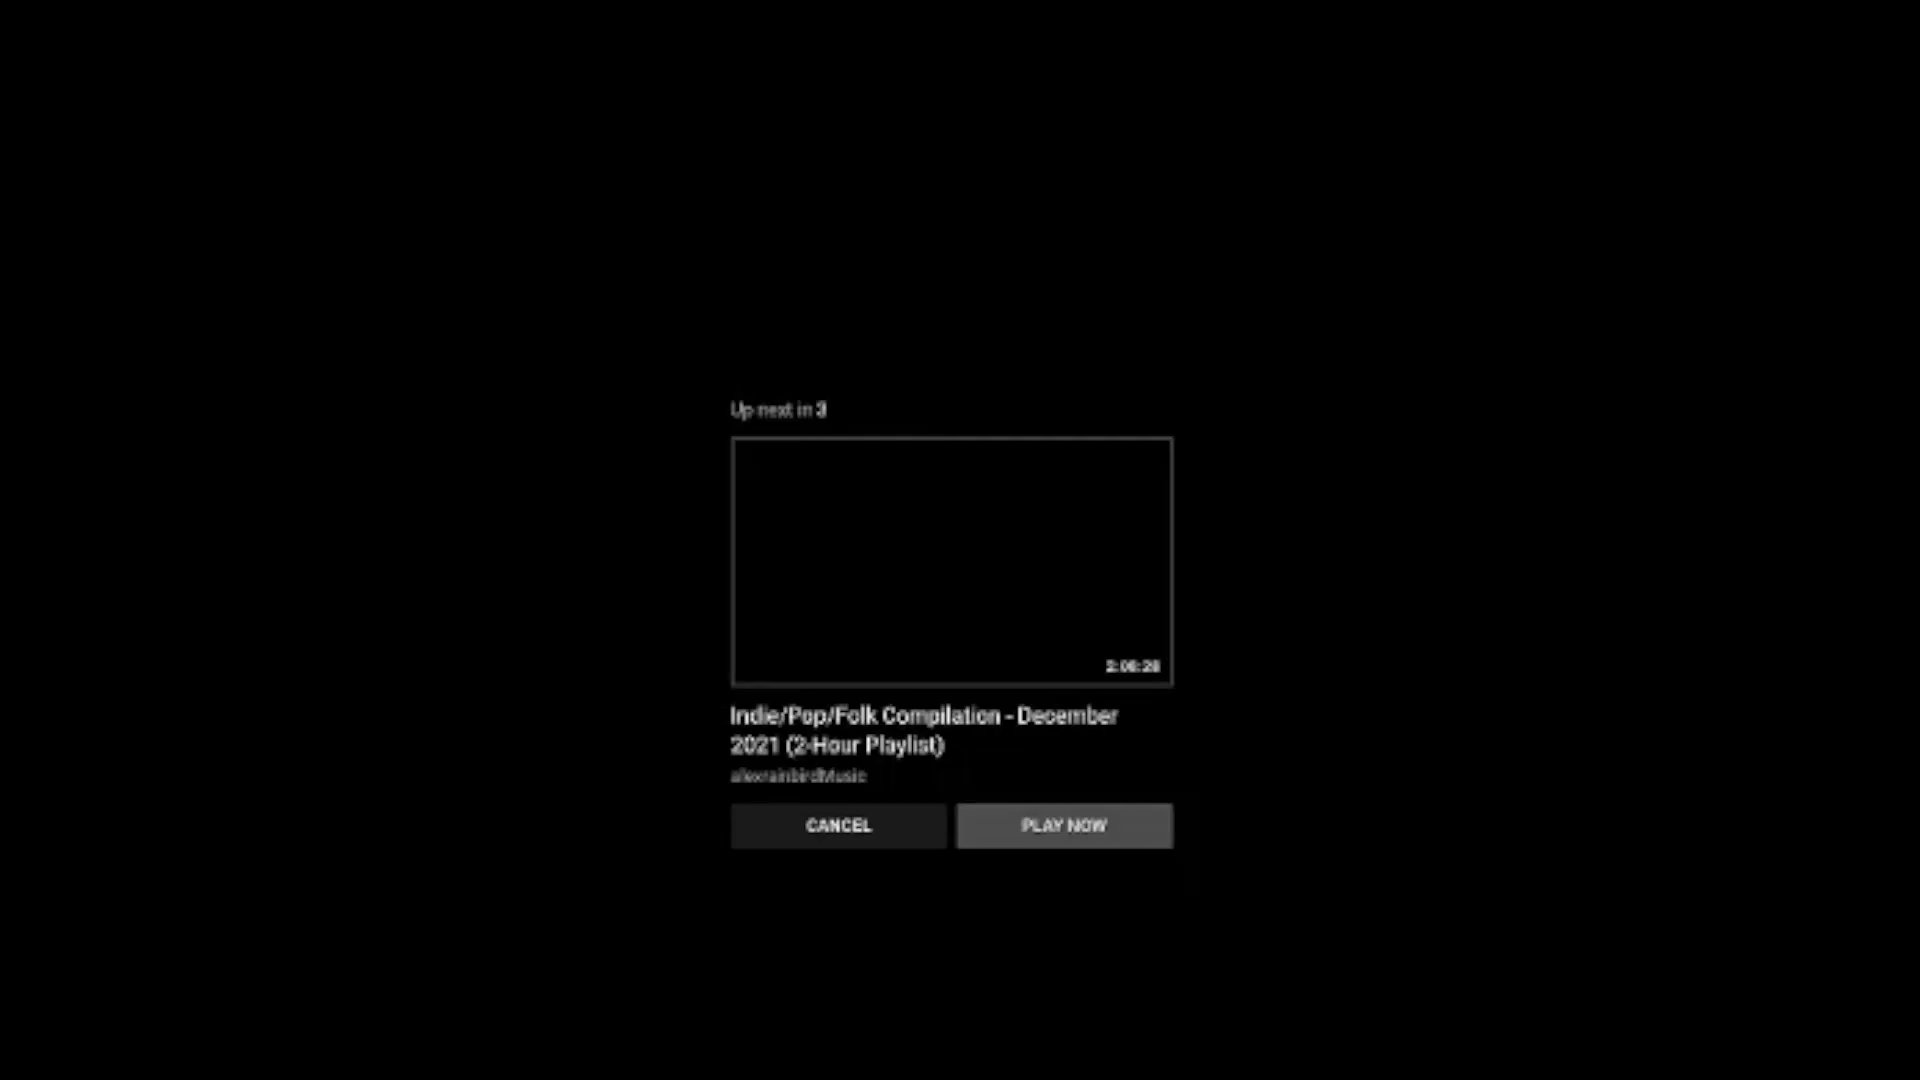 Up next in 3
2:08:28
Indie/Pop/Folk Compilation - December
2021 (2-Hour Playlist)
alexrainbirdMusic
CANCEL
PLAY NOW